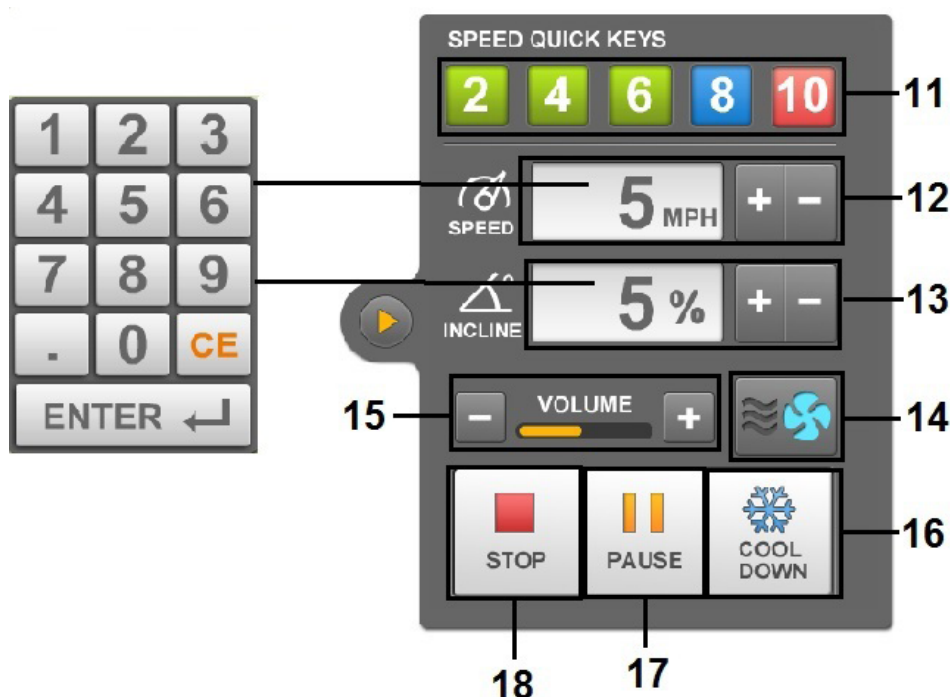 SPEED QUICK KEYS
2 4 6 8 10
11
1 2 3
4 5 6
7 8 9
. 0 CE
ENTER
SPEED
5 MPH
+ −
12
INCLINE
5 %
+ −
13
15
− VOLUME +
14
STOP
PAUSE
COOL
DOWN
16
18
17